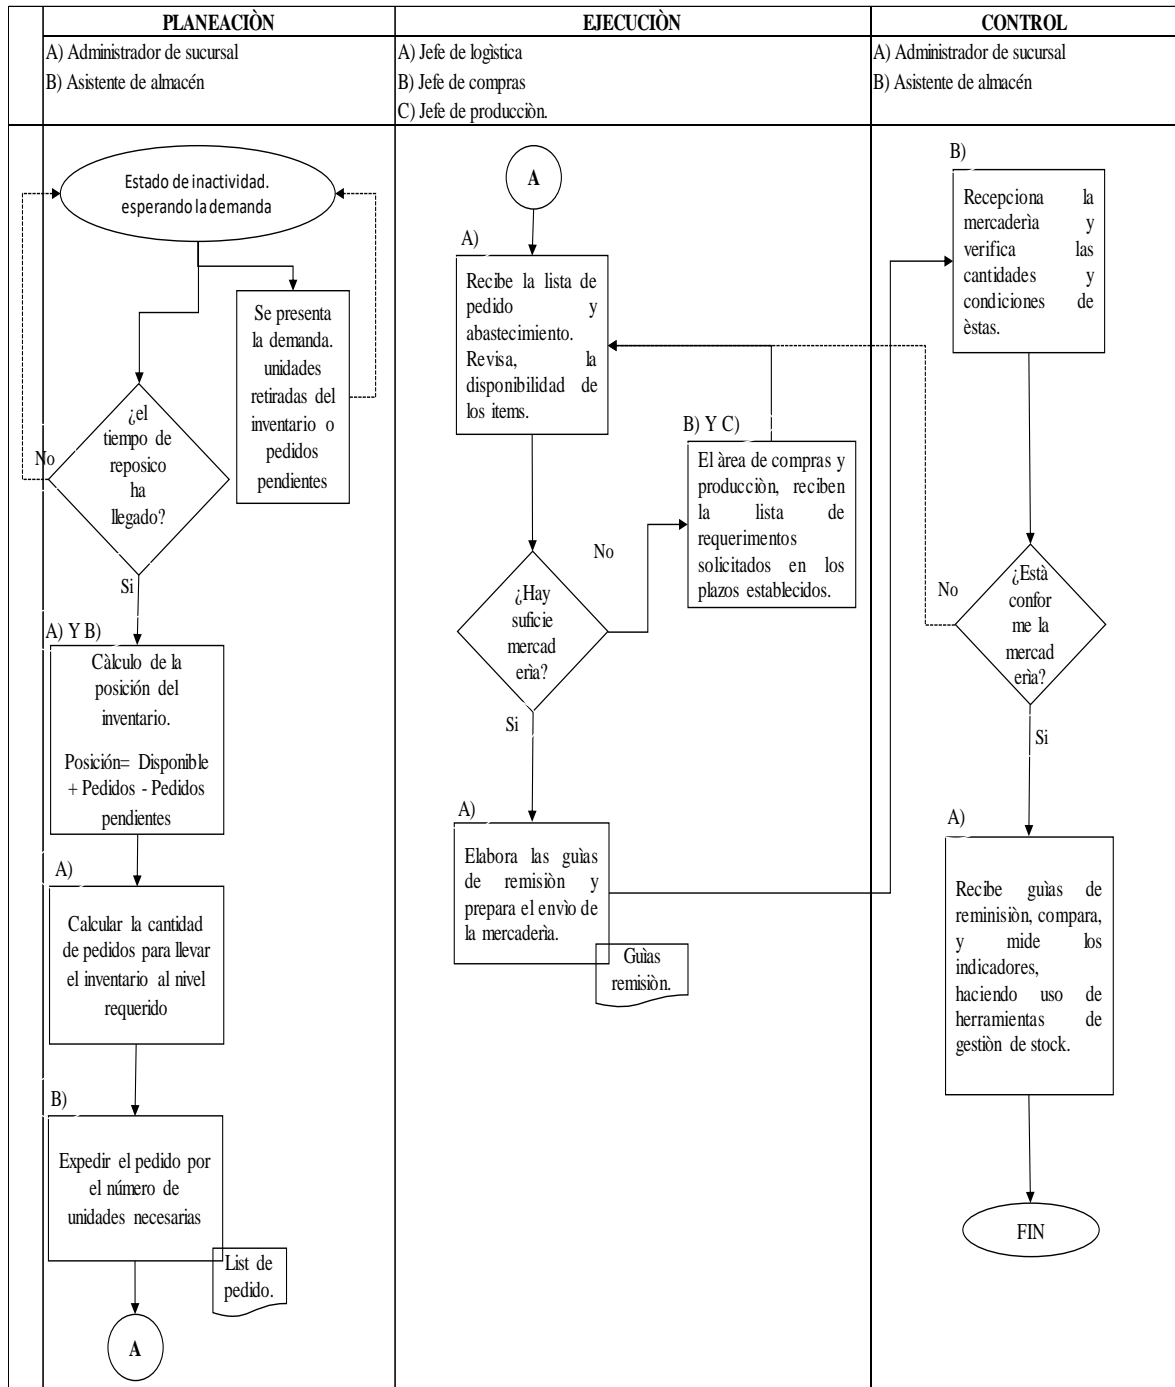 PLANEACIÒN
EJECUCIÒN
CONTROL
A) Administrador de sucursal
B) Asistente de almacén
A) Jefe de logìstica
B) Jefe de compras
C) Jefe de producciòn.
A) Administrador de sucursal
B) Asistente de almacén
Estado de inactividad.
esperando la demanda
Se presenta
la demanda.
unidades
retiradas del
inventario o
pedidos
pendientes
¿el
tiempo de
reposico
ha
llegado?
No
Si
A) Y B)
Càlculo de la
posición del
inventario.
Posición= Disponible
+ Pedidos - Pedidos
pendientes
A)
Calcular la cantidad
de pedidos para llevar
el inventario al nivel
requerido
B)
Expedir el pedido por
el número de
unidades necesarias
List de
pedido.
A
A
A)
Recibe la lista de
pedido y
abastecimiento.
Revisa, la
disponibilidad de
los items.
B) Y C)
El àrea de compras y
producciòn, reciben
la lista de
requerimentos
solicitados en los
plazos establecidos.
No
¿Hay
suficie
mercad
erìa?
Si
A)
Elabora las guìas
de remisiòn y
prepara el envìo de
la mercaderìa.
Guìas
remisiòn.
B)
Recepciona la
mercaderìa y
verifica las
cantidades y
condiciones de
èstas.
No
¿Està
confor
me la
mercad
erìa?
Si
A)
Recibe guìas de
reminisiòn, compara,
y mide los
indicadores,
haciendo uso de
herramientas de
gestiòn de stock.
FIN